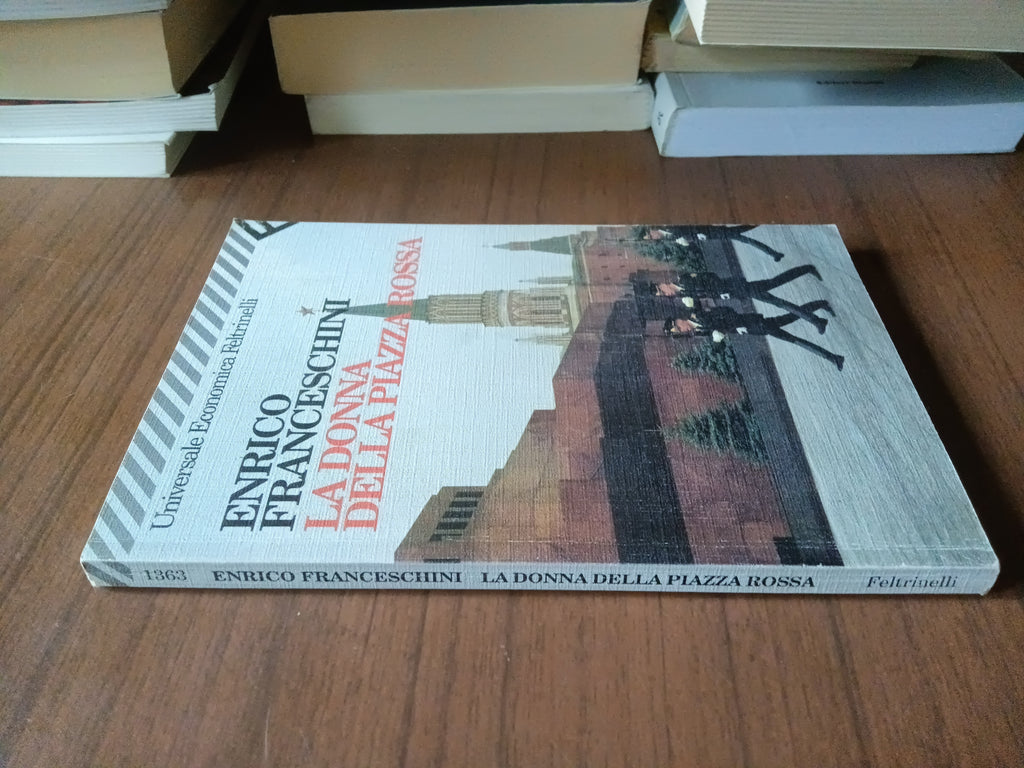 Universale Economica Feltrinelli
ENRICO
FRANCESCHINI
LA DONNA
DELLA PIAZZA ROSSA
1363 ENRICO FRANCESCHINI LA DONNA DELLA PIAZZA ROSSA Feltrinelli